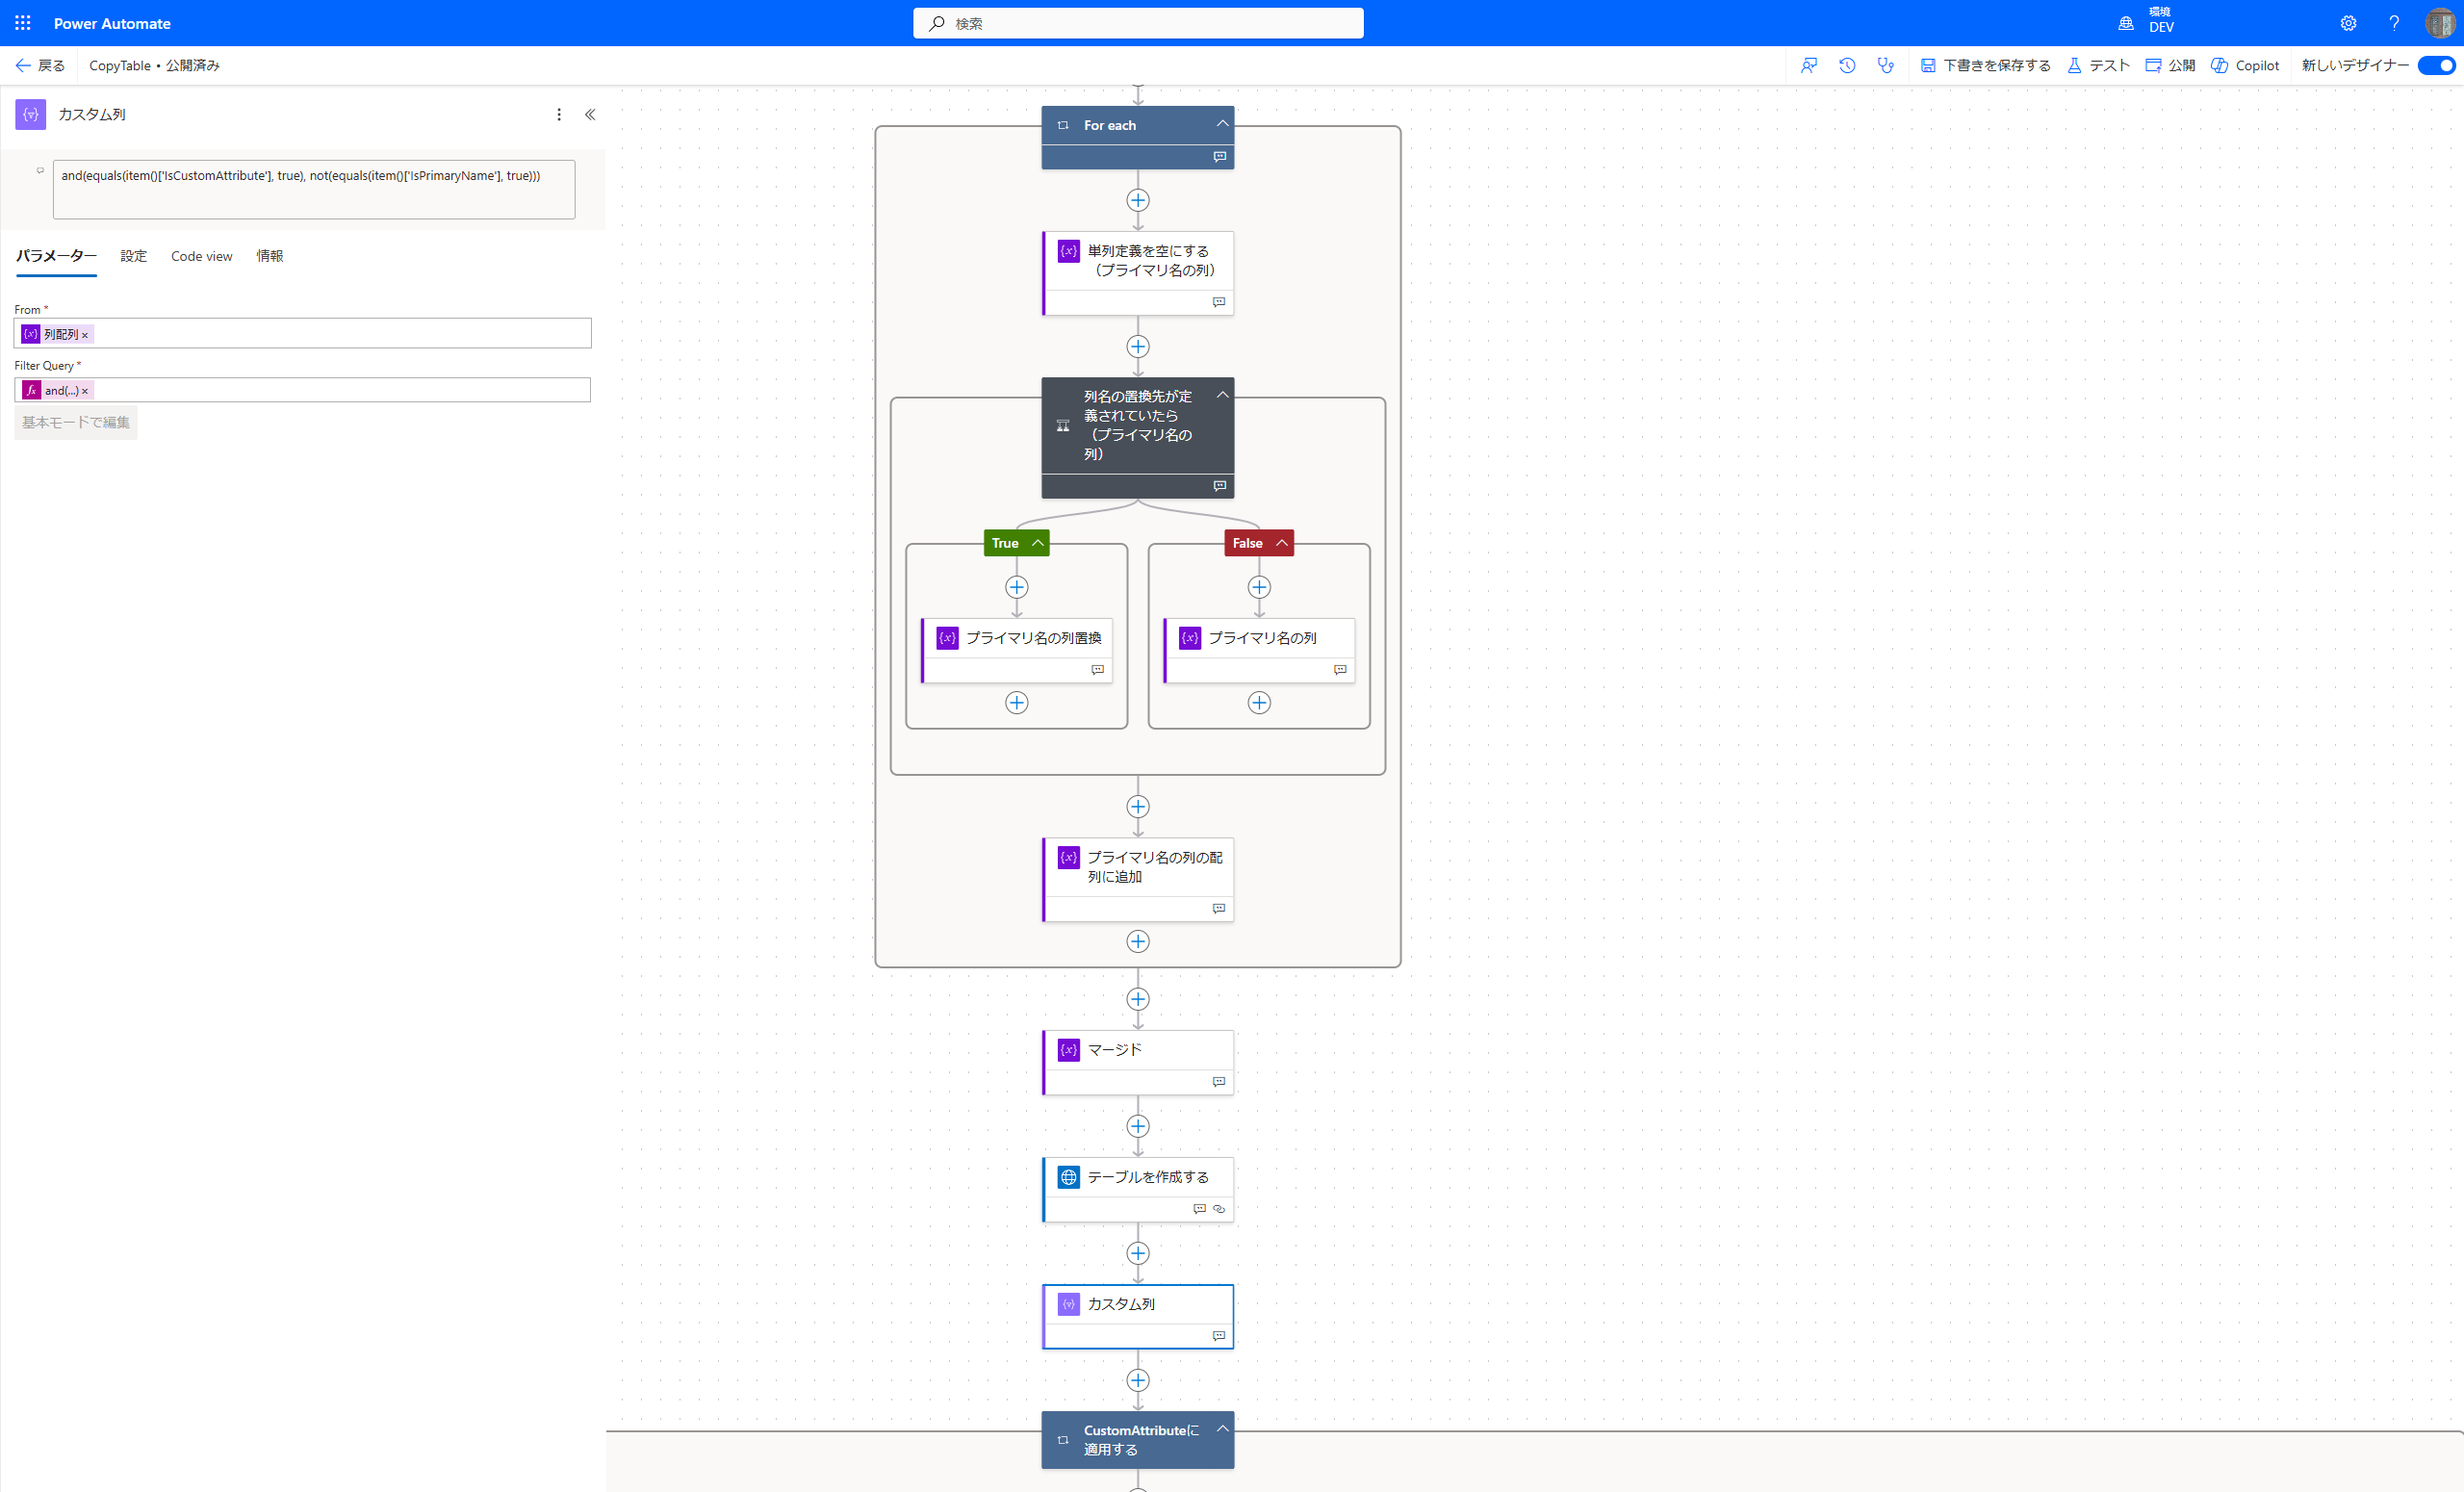 Power Automate
検索
環境
DEV
戻る
CopyTable • 公開済み
下書きを保存する
テスト
公開
Copilot
新しいデザイナー
カスタム列
and(equals(item()['IsCustomAttribute'], true), not(equals(item()['IsPrimaryName'], true)))
パラメーター
設定
Code view
情報
From *
列配列 ×
Filter Query *
and(...) ×
基本モードで編集
For each
単列定義を空にする
（プライマリ名の列）
列名の置換先が定
義されていたら
（プライマリ名の
列）
True
False
プライマリ名の列置換
プライマリ名の列
プライマリ名の列の配
列に追加
マージド
テーブルを作成する
カスタム列
CustomAttributeに
適用する